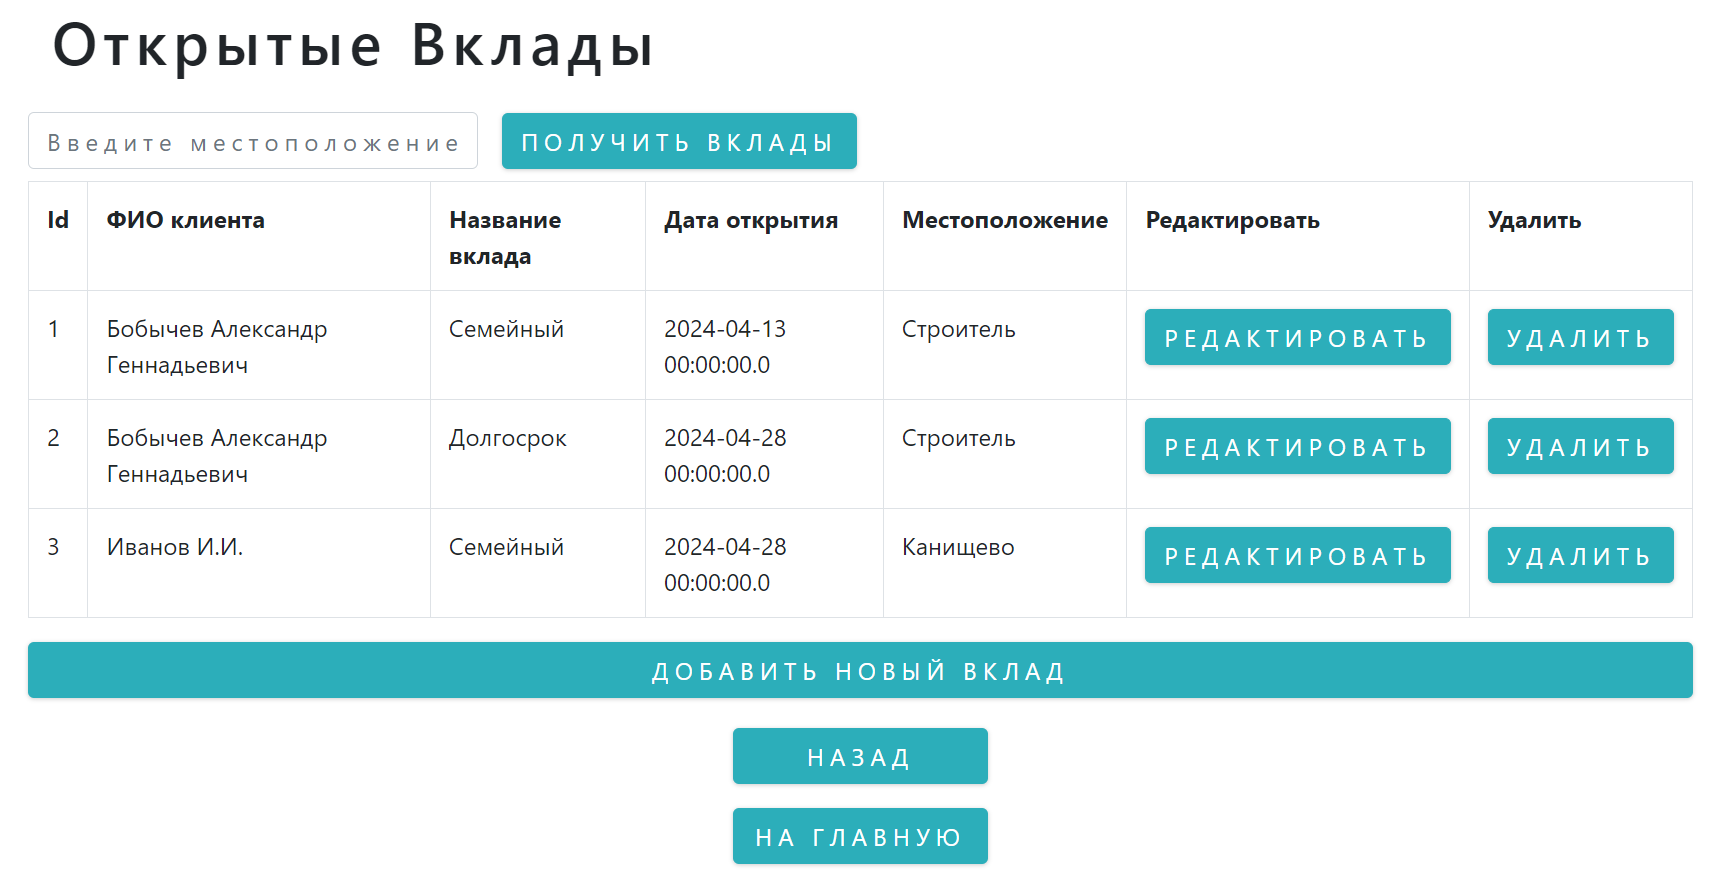 Открытые Вклады
Введите местоположение ПОЛУЧИТЬ ВКЛАДЫ
Id ФИО клиента Название вклада Дата открытия Местоположение Редактировать Удалить
1 Бобычев Александр Геннадьевич Семейный 2024-04-13 00:00:00.0 Строитель РЕДАКТИРОВАТЬ УДАЛИТЬ
2 Бобычев Александр Геннадьевич Долгосрок 2024-04-28 00:00:00.0 Строитель РЕДАКТИРОВАТЬ УДАЛИТЬ
3 Иванов И.И. Семейный 2024-04-28 00:00:00.0 Канищево РЕДАКТИРОВАТЬ УДАЛИТЬ
ДОБАВИТЬ НОВЫЙ ВКЛАД
НАЗАД
НА ГЛАВНУЮ